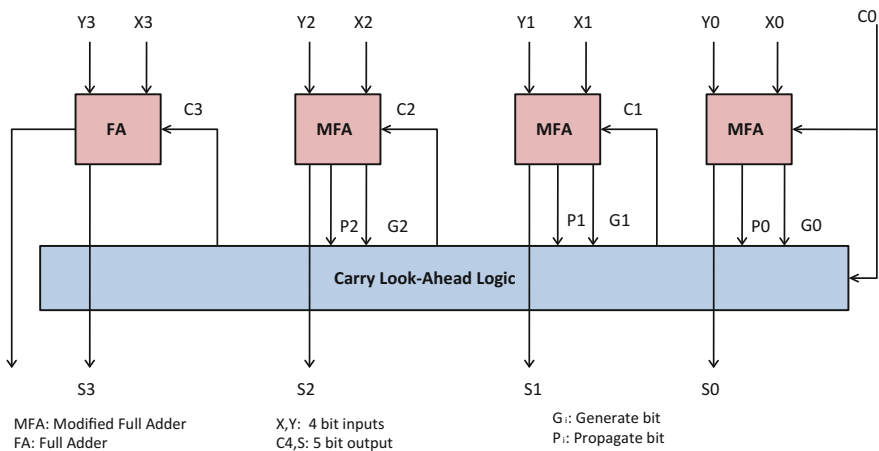 Y3 X3 Y2 X2 Y1 X1 Y0 X0 C0
C3 C2 C1
FA MFA MFA MFA
P2 G2 P1 G1 P0 G0
Carry Look-Ahead Logic
S3 S2 S1 S0
MFA: Modified Full Adder
FA: Full Adder
X,Y: 4 bit inputs
C4,S: 5 bit output
Gi: Generate bit
Pi: Propagate bit